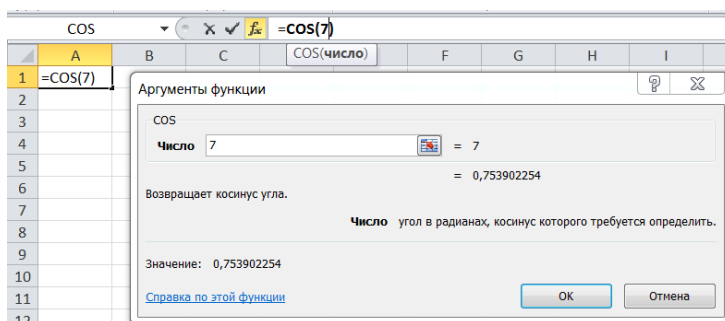 COS =COS(7)
COS(число)
A B C F G H I
1 =COS(7)
2
3
4
5
6
7
8
9
10
11
12
Аргументы функции
COS
Число 7 = 7
= 0,753902254
Возвращает косинус угла.
Число угол в радианах, косинус которого требуется определить.
Значение: 0,753902254
Справка по этой функции ОК Отмена